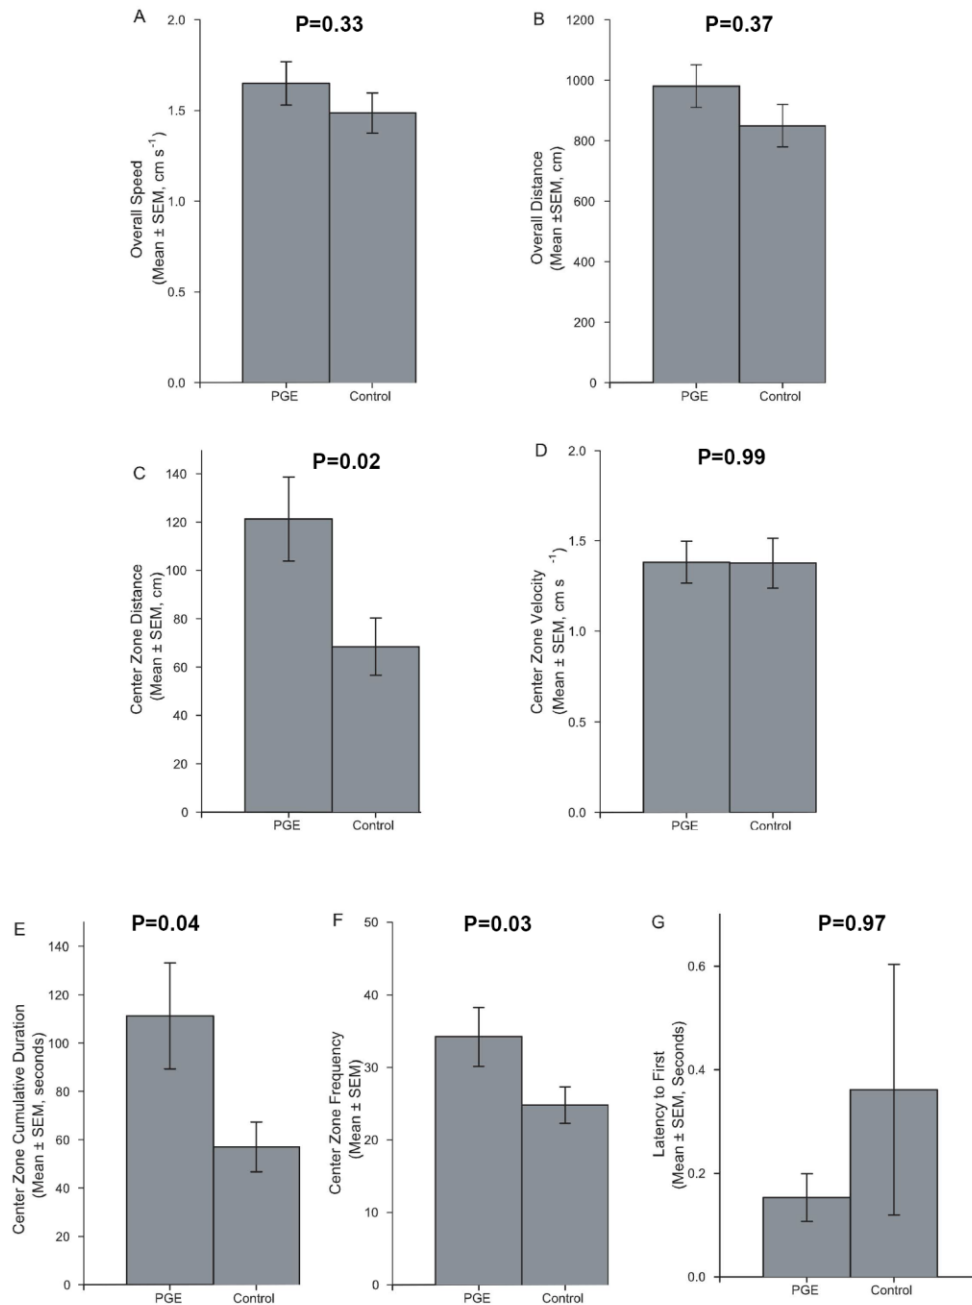 A
P=0.33
2.0
1.5
1.0
0.5
0.0
Overall Speed
(Mean ± SEM, cm s-1)
PGE Control
B
P=0.37
1200
1000
800
600
400
200
0
Overall Distance
(Mean ±SEM, cm)
PGE Control
C
P=0.02
140
120
100
80
60
40
20
0
Center Zone Distance
(Mean ± SEM, cm)
PGE Control
D
P=0.99
2.0
1.5
1.0
0.5
0.0
Center Zone Velocity
(Mean ± SEM, cm s -1)
PGE Control
E
P=0.04
140
120
100
80
60
40
20
0
Center Zone Cumulative Duration
(Mean ± SEM, seconds)
PGE Control
F
P=0.03
50
40
30
20
10
0
Center Zone Frequency
(Mean ± SEM)
PGE Control
G
P=0.97
0.6
0.4
0.2
0.0
Latency to First
(Mean ± SEM, Seconds)
PGE Control